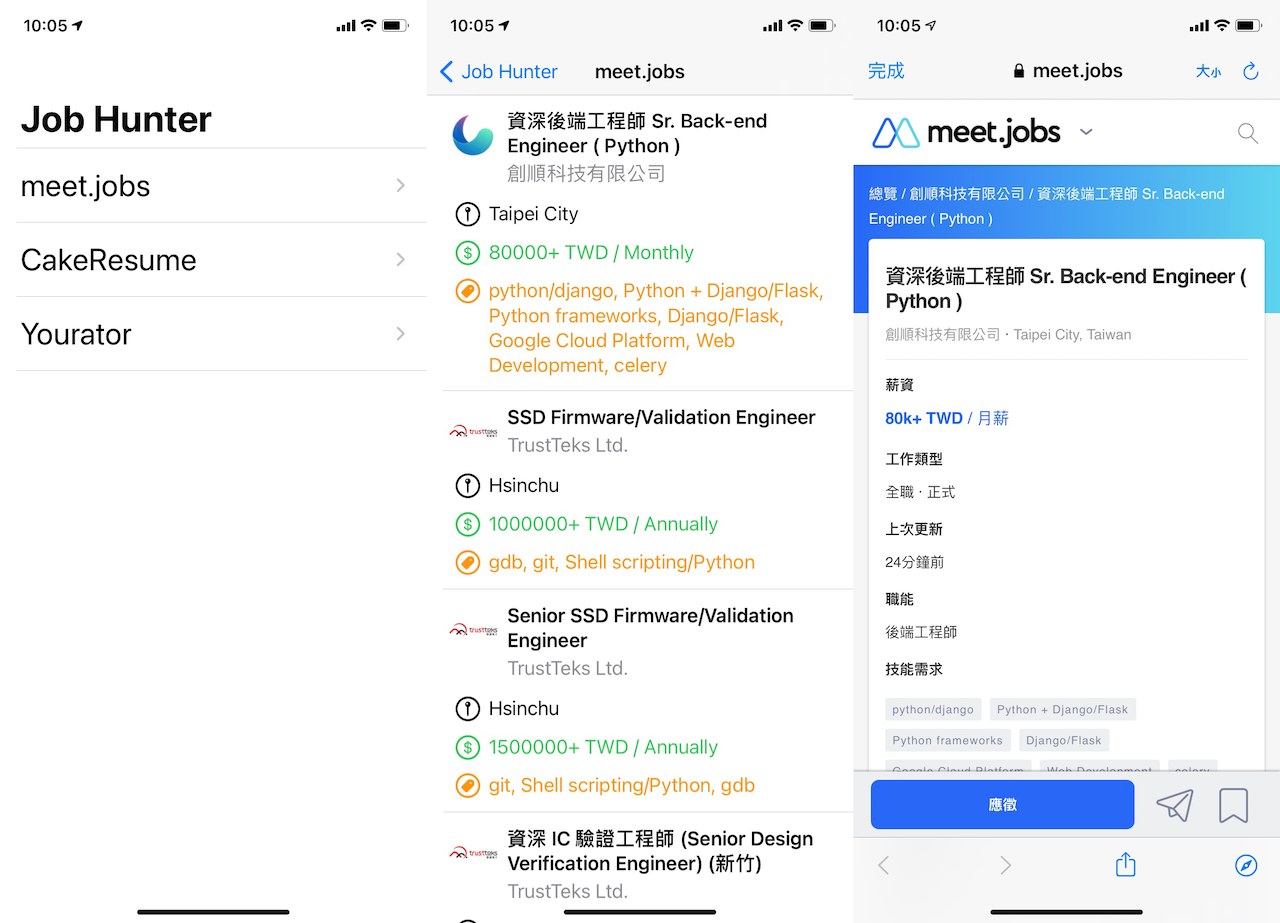 10:05
Job Hunter
meet.jobs
CakeResume
Yourator
10:05
Job Hunter
meet.jobs
資深後端工程師 Sr. Back-end
Engineer ( Python )
創順科技有限公司
Taipei City
80000+ TWD / Monthly
python/django, Python + Django/Flask,
Python frameworks, Django/Flask,
Google Cloud Platform, Web
Development, celery
SSD Firmware/Validation Engineer
TrustTeks Ltd.
Hsinchu
1000000+ TWD / Annually
gdb, git, Shell scripting/Python
Senior SSD Firmware/Validation
Engineer
TrustTeks Ltd.
Hsinchu
1500000+ TWD / Annually
git, Shell scripting/Python, gdb
資深 IC 驗證工程師 (Senior Design
Verification Engineer) (新竹)
TrustTeks Ltd.
10:05
完成
meet.jobs
大小
meet.jobs
總覽 / 創順科技有限公司 / 資深後端工程師 Sr. Back-end
Engineer ( Python )
資深後端工程師 Sr. Back-end Engineer (
Python )
創順科技有限公司 · Taipei City, Taiwan
薪資
80k+ TWD / 月薪
工作類型
全職 · 正式
上次更新
24分鐘前
職能
後端工程師
技能需求
python/django
Python + Django/Flask
Python frameworks
Django/Flask
Google Cloud Platform
Web Development
celery
應徵